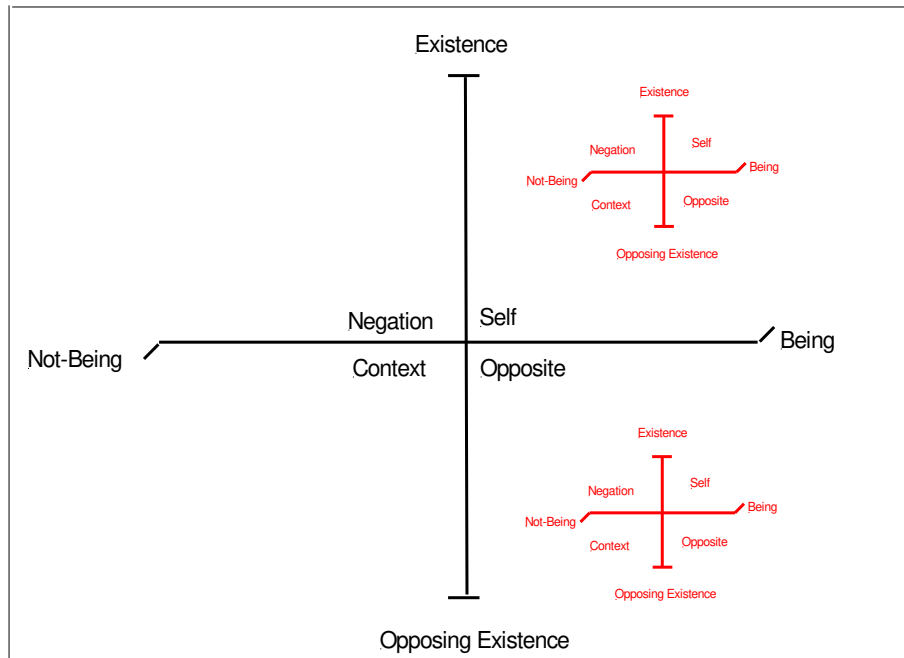 Existence
Existence
Negation
Self
Not-Being
Being
Context
Opposite
Opposing Existence
Negation
Self
Not-Being
Being
Context
Opposite
Existence
Negation
Self
Not-Being
Being
Context
Opposite
Opposing Existence
Opposing Existence